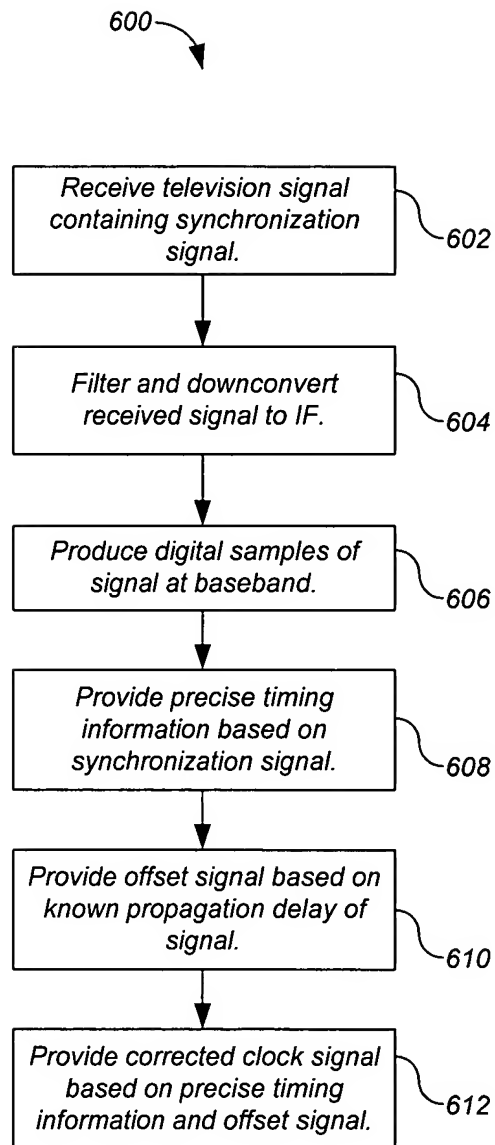 600
Receive television signal
containing synchronization
signal.
602
Filter and downconvert
received signal to IF.
604
Produce digital samples of
signal at baseband.
606
Provide precise timing
information based on
synchronization signal.
608
Provide offset signal based on
known propagation delay of
signal.
610
Provide corrected clock signal
based on precise timing
information and offset signal.
612